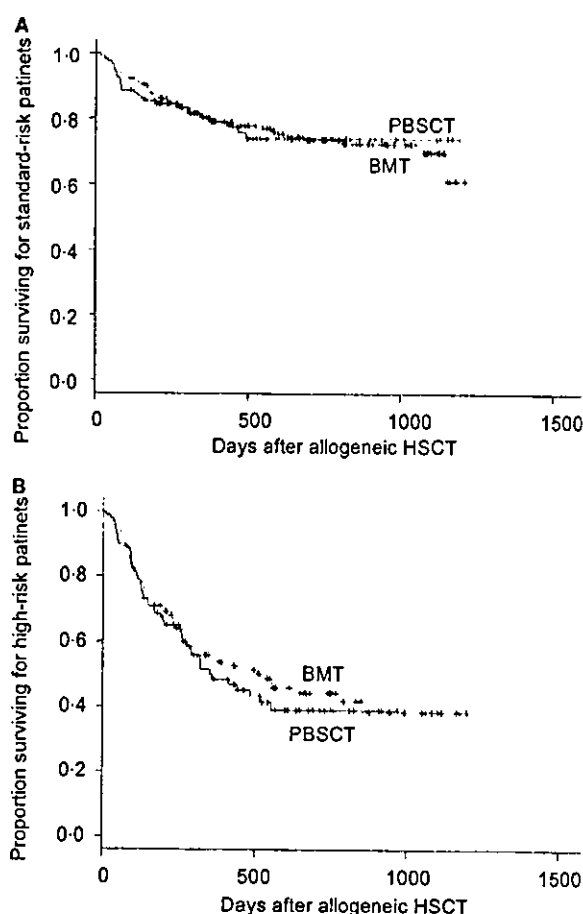 A
Proportion surviving for standard-risk patinets
1·0
0·8
0·6
0·4
0·2
0·0
PBSCT
BMT
0
500
1000
1500
Days after allogeneic HSCT
B
Proportion surviving for high-risk patinets
1·0
0·8
0·6
0·4
0·2
0·0
BMT
PBSCT
0
500
1000
1500
Days after allogeneic HSCT